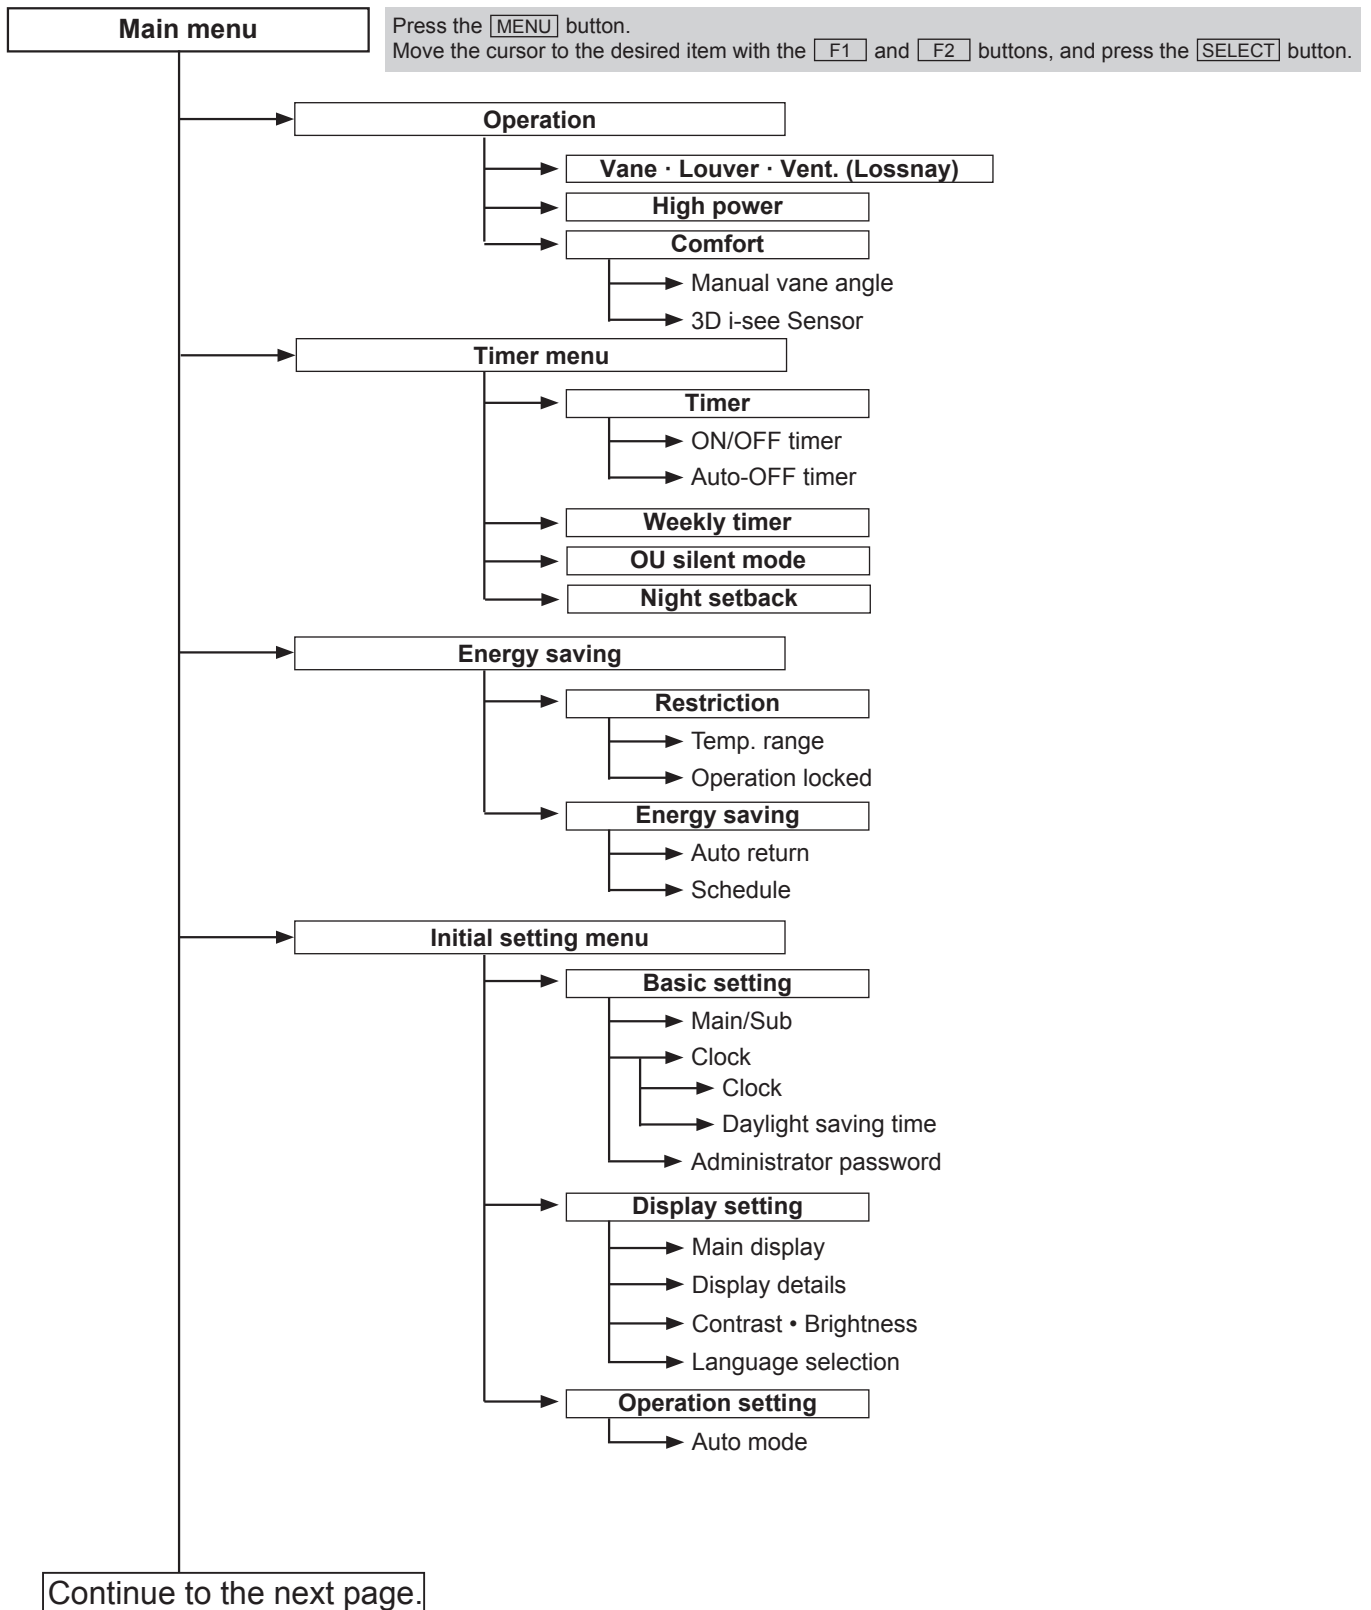 Main menu
Press the MENU button.
Move the cursor to the desired item with the F1 and F2 buttons, and press the SELECT button.
Operation
Vane · Louver · Vent. (Lossnay)
High power
Comfort
Manual vane angle
3D i-see Sensor
Timer menu
Timer
ON/OFF timer
Auto-OFF timer
Weekly timer
OU silent mode
Night setback
Energy saving
Restriction
Temp. range
Operation locked
Energy saving
Auto return
Schedule
Initial setting menu
Basic setting
Main/Sub
Clock
Clock
Daylight saving time
Administrator password
Display setting
Main display
Display details
Contrast • Brightness
Language selection
Operation setting
Auto mode
Continue to the next page.